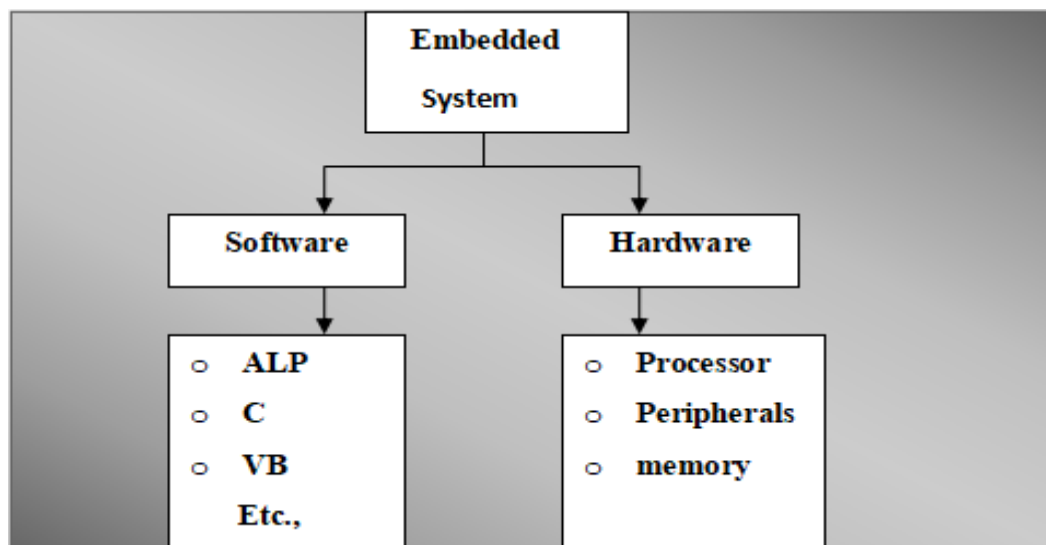 Embedded
System
Software
Hardware
o ALP
o C
o VB
Etc.,
o Processor
o Peripherals
o memory